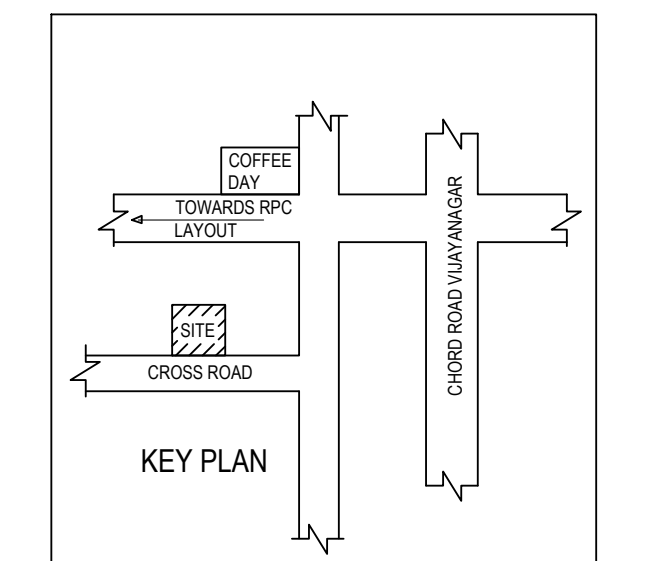 COFFEE
DAY
TOWARDS RPC
LAYOUT
CHORD ROAD VIJAYANAGAR
SITE
CROSS ROAD
KEY PLAN